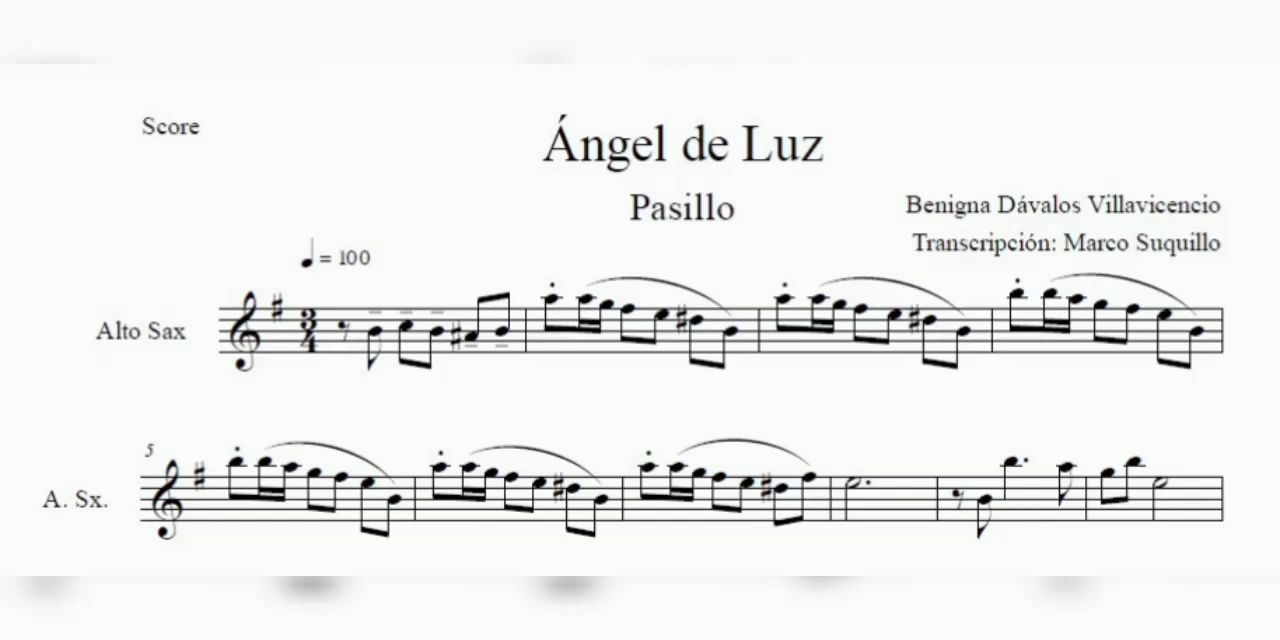 Score
Ángel de Luz
Pasillo
Benigna Dávalos Villavicencio
Transcripción: Marco Suquillo
= 100
Alto Sax
3
4
5
A. Sx.